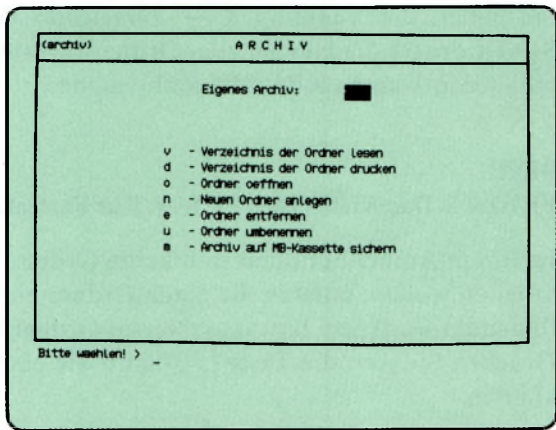 (archiv) A R C H I V
Eigenes Archiv:
v - Verzeichnis der Ordner lesen
d - Verzeichnis der Ordner drucken
o - Ordner oeffnen
n - Neuen Ordner anlegen
e - Ordner entfernen
u - Ordner umbenennen
m - Archiv auf MB-Kassette sichern
Bitte waehlen! > _